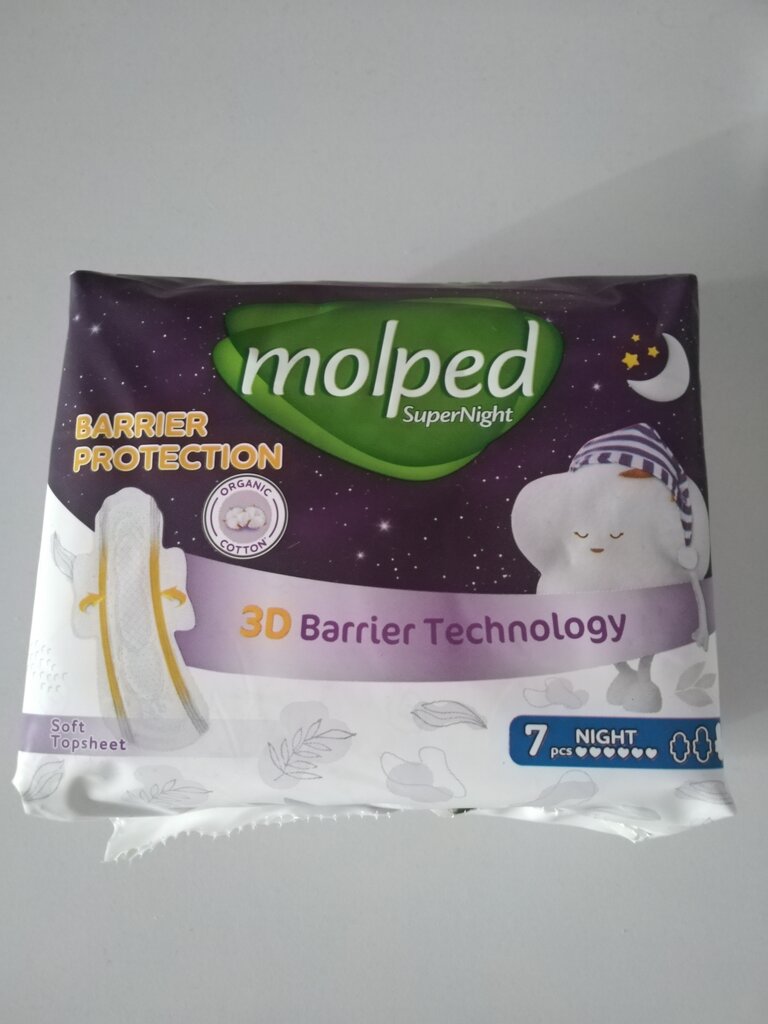 molped
SuperNight
BARRIER
PROTECTION
ORGANIC
COTTON
3D Barrier Technology
Soft
Topsheet
7 pcs NIGHT